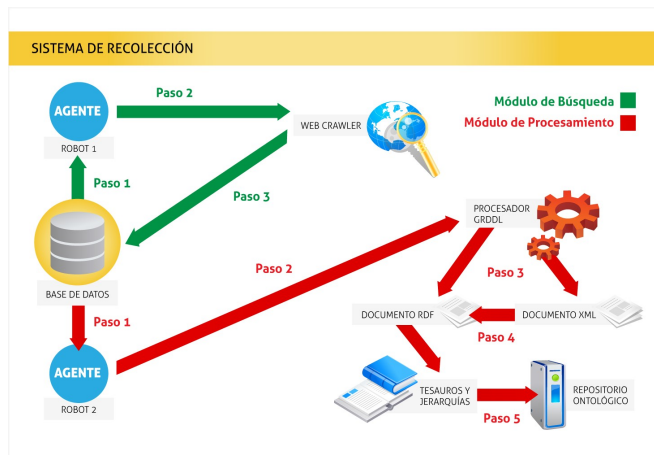 SISTEMA DE RECOLECCIÓN
Paso 2
Módulo de Búsqueda
AGENTE
Módulo de Procesamiento
WEB CRAWLER
ROBOT 1
Paso 1
Paso 3
PROCESADOR
GRDDL
Paso 2
Paso 3
BASE DE DATOS
Paso 1
DOCUMENTO RDF
DOCUMENTO XML
Paso 4
AGENTE
TESAUROS Y
JERARQUÍAS
REPOSITORIO
ONTOLÓGICO
ROBOT 2
Paso 5